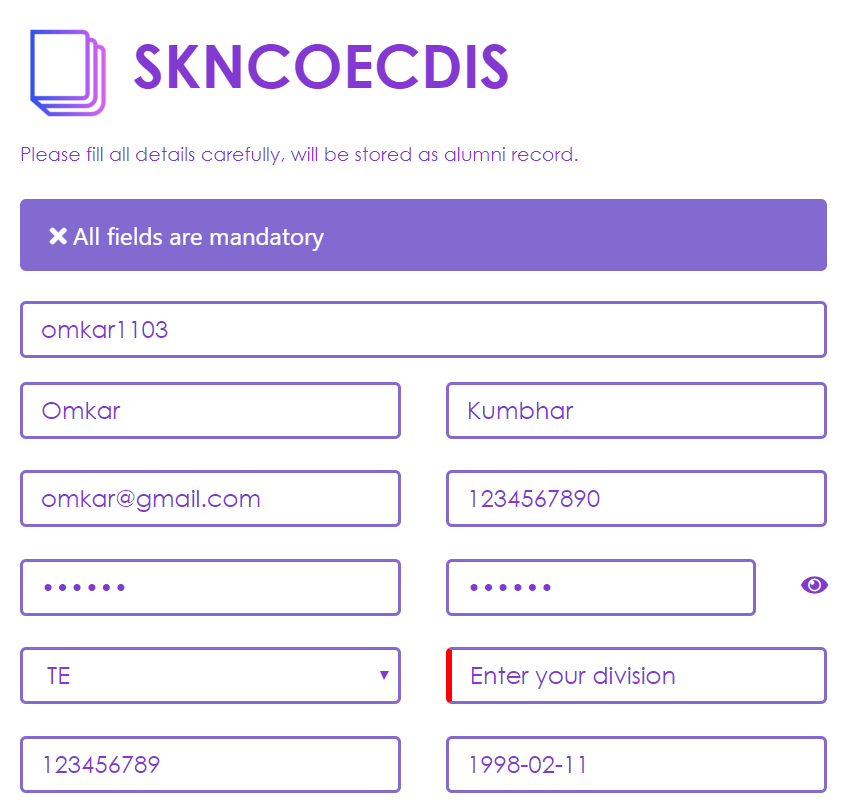 SKNCOECDIS
Please fill all details carefully, will be stored as alumni record.
✖ All fields are mandatory
omkar1103
Omkar
Kumbhar
omkar@gmail.com
1234567890
••••••
••••••
TE
Enter your division
123456789
1998-02-11